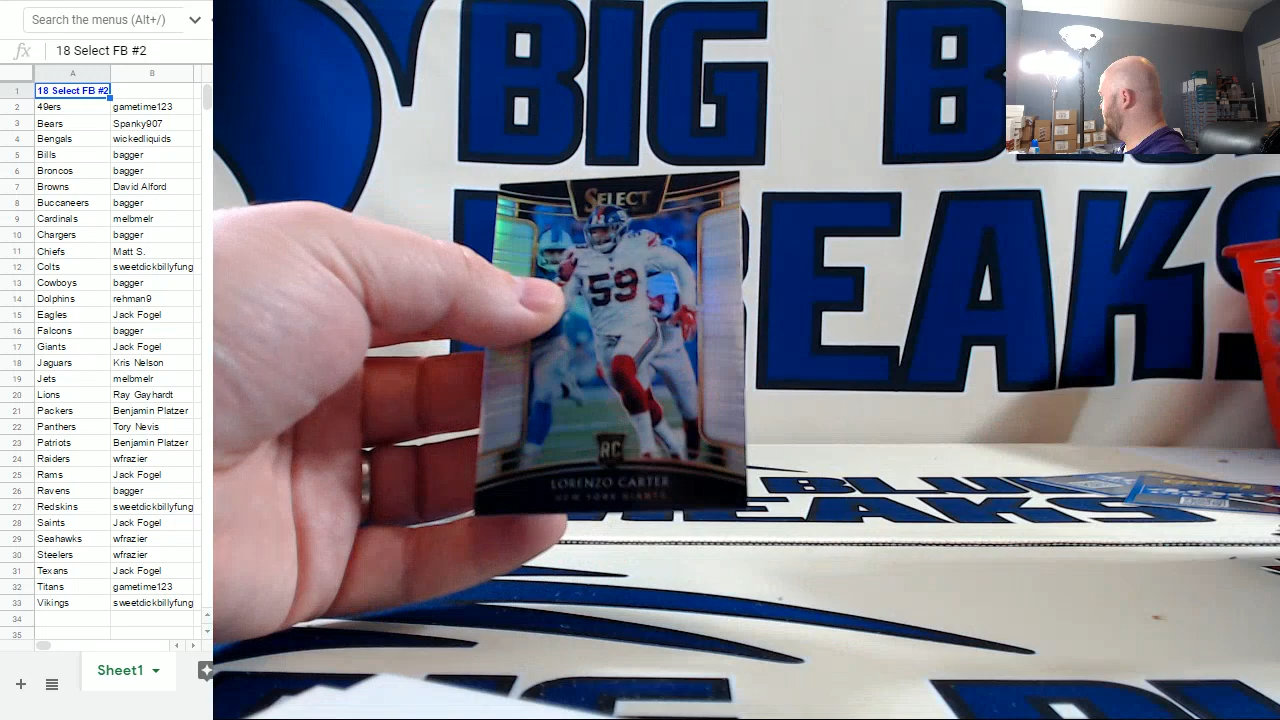 Search the menus (Alt+/)
fx 18 Select FB #2
A B
1 18 Select FB #2
2 49ers gametime123
3 Bears Spanky907
4 Bengals wickedliquids
5 Bills bagger
6 Broncos bagger
7 Browns David Alford
8 Buccaneers bagger
9 Cardinals melbmelr
10 Chargers bagger
11 Chiefs Matt S.
12 Colts sweetdickbillyfung
13 Cowboys bagger
14 Dolphins rehman9
15 Eagles Jack Fogel
16 Falcons bagger
17 Giants Jack Fogel
18 Jaguars Kris Nelson
19 Jets melbmelr
20 Lions Ray Gayhardt
21 Packers Benjamin Platzer
22 Panthers Tory Nevis
23 Patriots Benjamin Platzer
24 Raiders wfrazier
25 Rams Jack Fogel
26 Ravens bagger
27 Redskins sweetdickbillyfung
28 Saints Jack Fogel
29 Seahawks wfrazier
30 Steelers wfrazier
31 Texans Jack Fogel
32 Titans gametime123
33 Vikings sweetdickbillyfung
34
35
Sheet1
BIG B
REAKS
SELECT
59
RC
LORENZO CARTER
NEW YORK GIANTS
BLUE
BREAKS